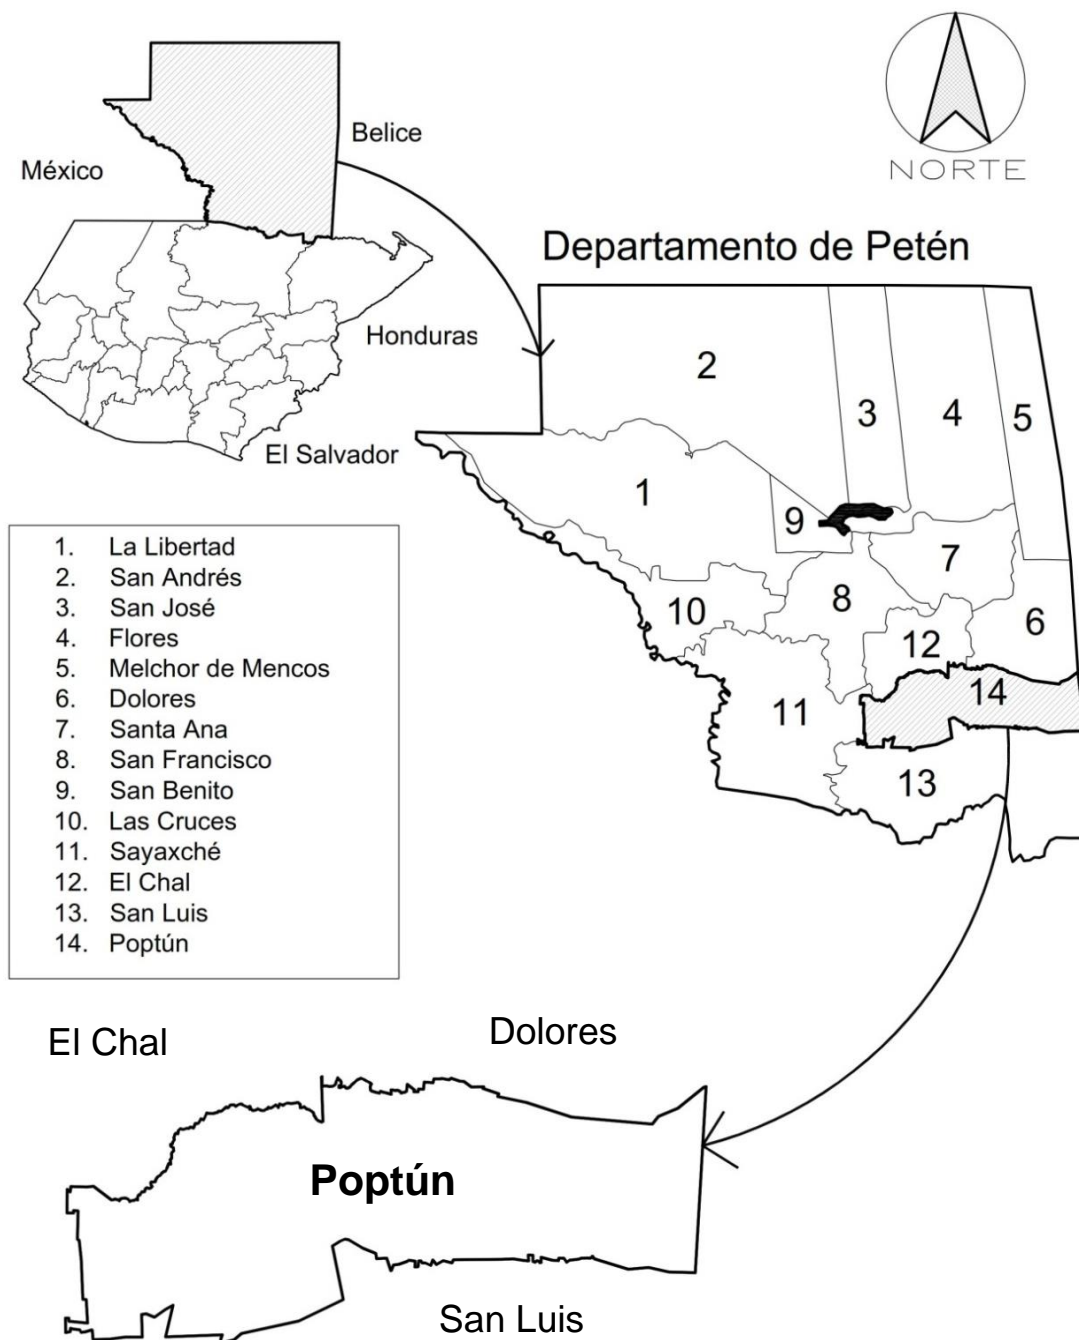 NORTE
Belice
México
Departamento de Petén
Honduras
El Salvador
2
3
4
5
1
9
7
8
6
10
12
14
11
13
1. La Libertad
2. San Andrés
3. San José
4. Flores
5. Melchor de Mencos
6. Dolores
7. Santa Ana
8. San Francisco
9. San Benito
10. Las Cruces
11. Sayaxché
12. El Chal
13. San Luis
14. Poptún
El Chal
Dolores
Poptún
San Luis